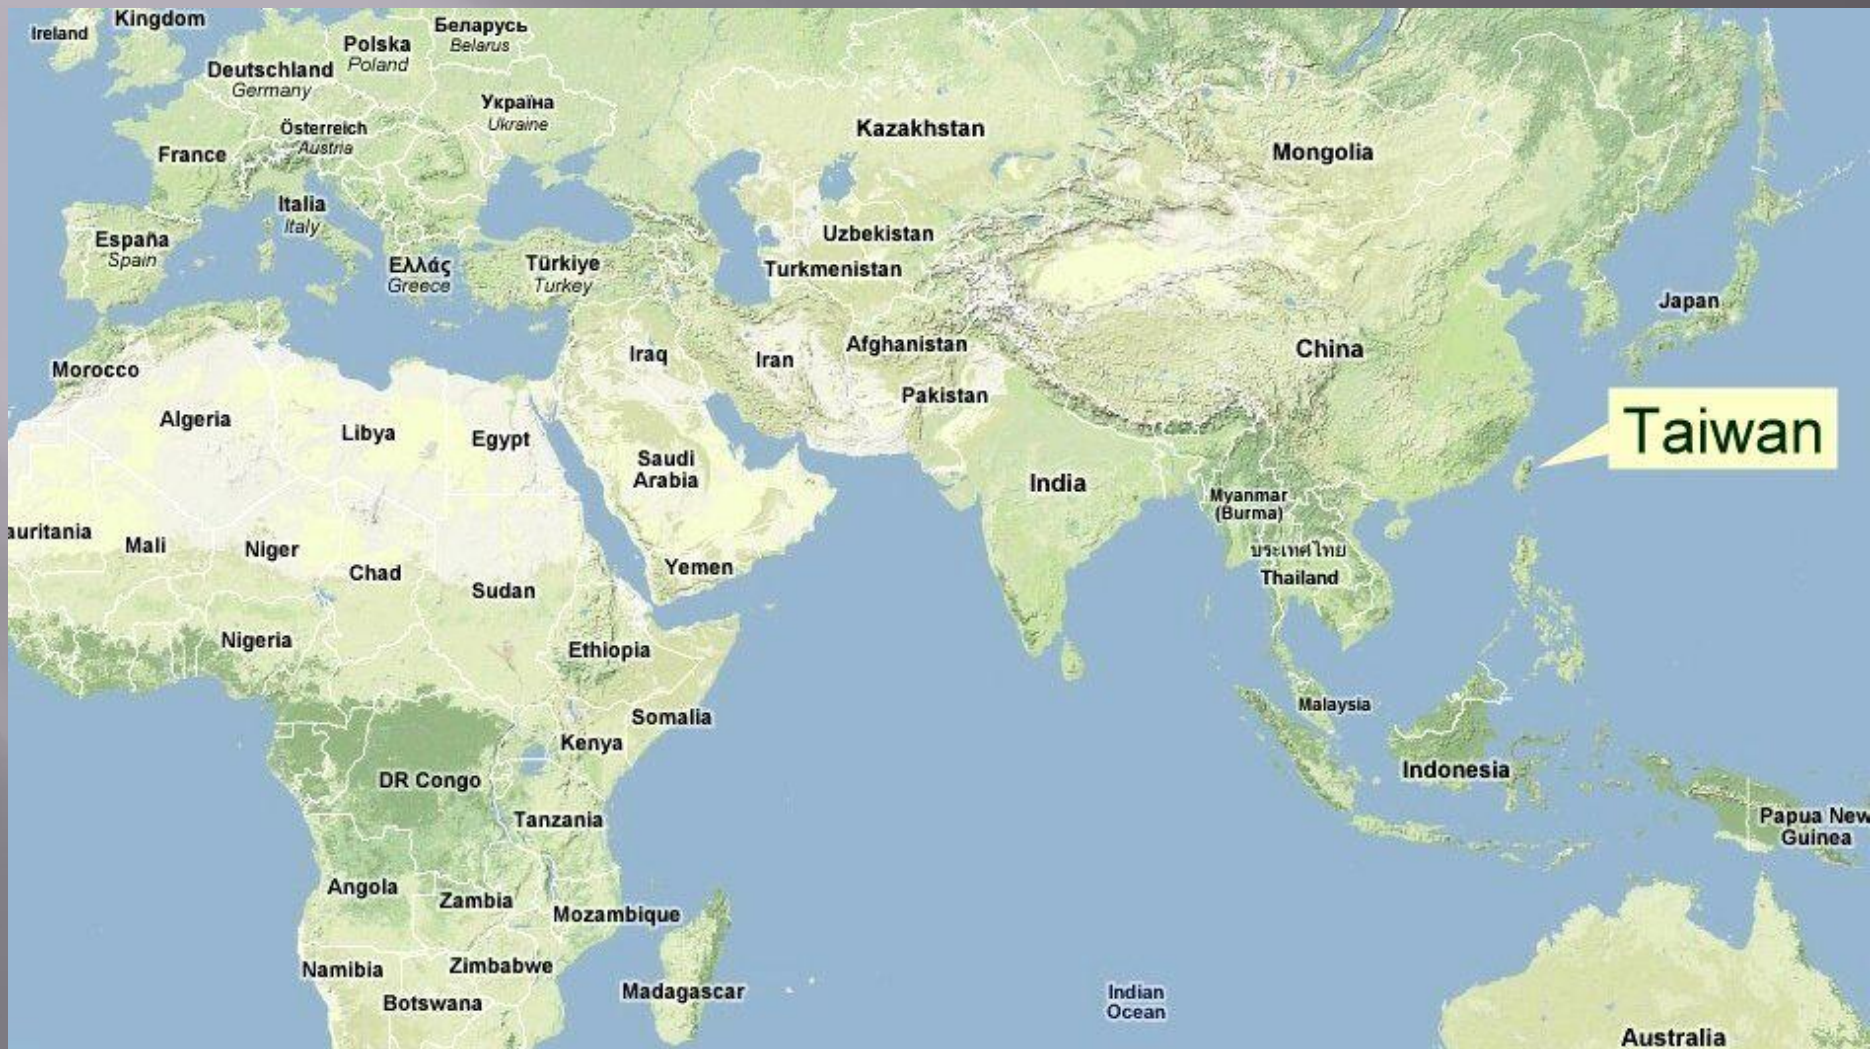 Kingdom
Ireland
Беларусь
Belarus
Polska
Poland
Deutschland
Germany
Україна
Ukraine
Österreich
Austria
France
Kazakhstan
Mongolia
Italia
Italy
España
Spain
Ελλάς
Greece
Türkiye
Turkey
Uzbekistan
Turkmenistan
Japan
Morocco
Iraq
Iran
Afghanistan
China
Pakistan
Algeria
Libya
Egypt
Taiwan
Saudi
Arabia
India
Myanmar
(Burma)
auritania
Mali
Niger
Chad
Sudan
Yemen
ประเทศไทย
Thailand
Nigeria
Ethiopia
Somalia
Malaysia
Kenya
DR Congo
Indonesia
Tanzania
Papua New
Guinea
Angola
Zambia
Mozambique
Namibia
Zimbabwe
Botswana
Madagascar
Indian
Ocean
Australia